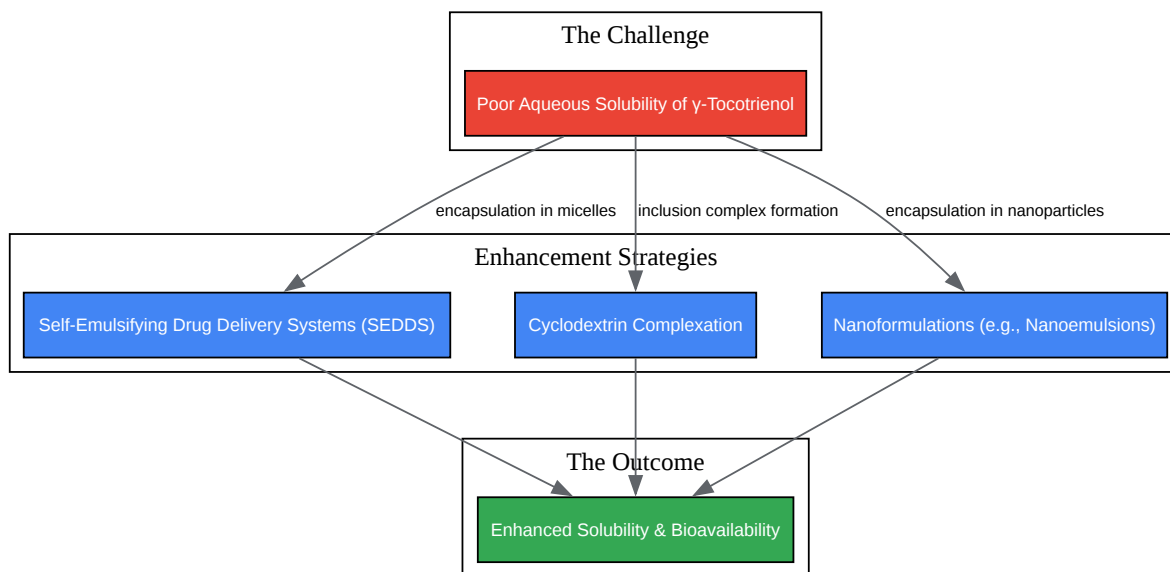 The Challenge
Poor Aqueous Solubility of γ-Tocotrienol
encapsulation in micelles
inclusion complex formation
encapsulation in nanoparticles
Enhancement Strategies
Self-Emulsifying Drug Delivery Systems (SEDDS)
Cyclodextrin Complexation
Nanoformulations (e.g., Nanoemulsions)
The Outcome
Enhanced Solubility & Bioavailability